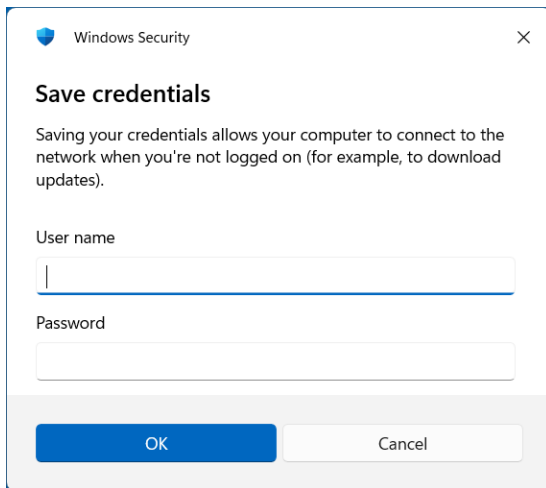 Windows Security
Save credentials
Saving your credentials allows your computer to connect to the
network when you're not logged on (for example, to download
updates).
User name
Password
OK
Cancel